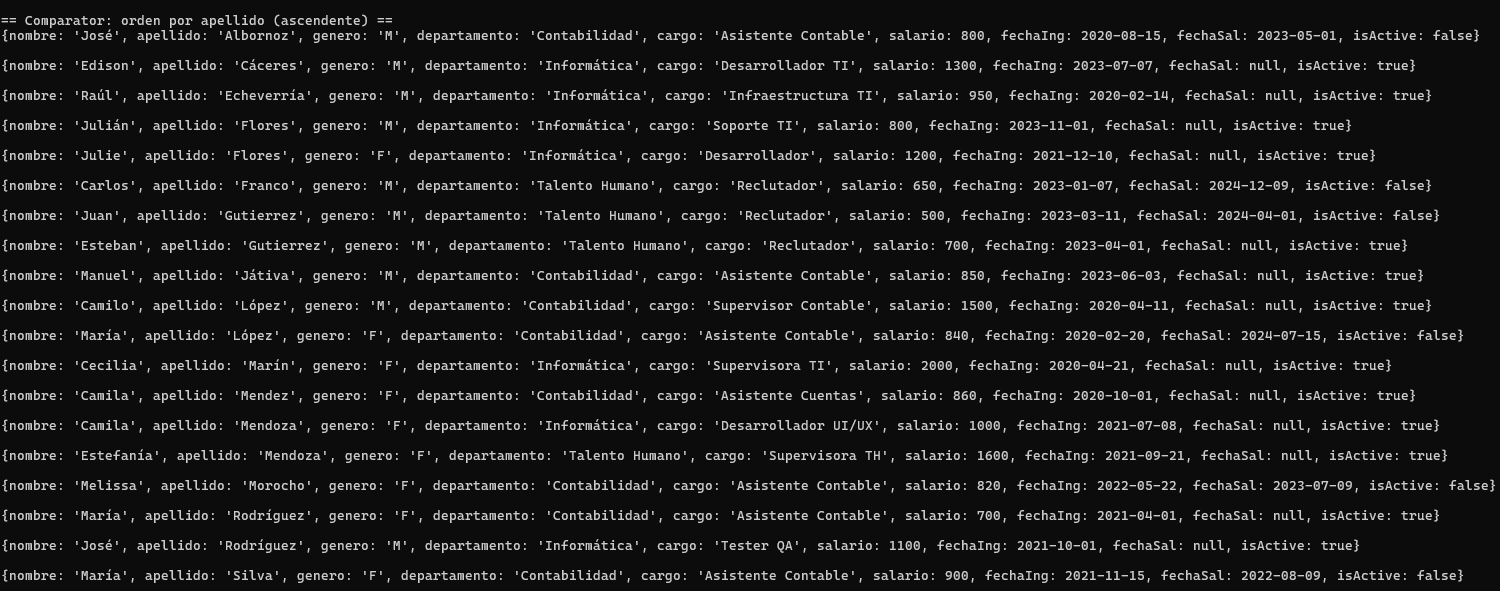 == Comparator: orden por apellido (ascendente) ==
{nombre: 'José', apellido: 'Albornoz', genero: 'M', departamento: 'Contabilidad', cargo: 'Asistente Contable', salario: 800, fechaIng: 2020-08-15, fechaSal: 2023-05-01, isActive: false}
{nombre: 'Edison', apellido: 'Cáceres', genero: 'M', departamento: 'Informática', cargo: 'Desarrollador TI', salario: 1300, fechaIng: 2023-07-07, fechaSal: null, isActive: true}
{nombre: 'Raúl', apellido: 'Echeverría', genero: 'M', departamento: 'Informática', cargo: 'Infraestructura TI', salario: 950, fechaIng: 2020-02-14, fechaSal: null, isActive: true}
{nombre: 'Julián', apellido: 'Flores', genero: 'M', departamento: 'Informática', cargo: 'Soporte TI', salario: 800, fechaIng: 2023-11-01, fechaSal: null, isActive: true}
{nombre: 'Julie', apellido: 'Flores', genero: 'F', departamento: 'Informática', cargo: 'Desarrollador', salario: 1200, fechaIng: 2021-12-10, fechaSal: null, isActive: true}
{nombre: 'Carlos', apellido: 'Franco', genero: 'M', departamento: 'Talento Humano', cargo: 'Reclutador', salario: 650, fechaIng: 2023-01-07, fechaSal: 2024-12-09, isActive: false}
{nombre: 'Juan', apellido: 'Gutierrez', genero: 'M', departamento: 'Talento Humano', cargo: 'Reclutador', salario: 500, fechaIng: 2023-03-11, fechaSal: 2024-04-01, isActive: false}
{nombre: 'Esteban', apellido: 'Gutierrez', genero: 'M', departamento: 'Talento Humano', cargo: 'Reclutador', salario: 700, fechaIng: 2023-04-01, fechaSal: null, isActive: true}
{nombre: 'Manuel', apellido: 'Játiva', genero: 'M', departamento: 'Contabilidad', cargo: 'Asistente Contable', salario: 850, fechaIng: 2023-06-03, fechaSal: null, isActive: true}
{nombre: 'Camilo', apellido: 'López', genero: 'M', departamento: 'Contabilidad', cargo: 'Supervisor Contable', salario: 1500, fechaIng: 2020-04-11, fechaSal: null, isActive: true}
{nombre: 'María', apellido: 'López', genero: 'F', departamento: 'Contabilidad', cargo: 'Asistente Contable', salario: 840, fechaIng: 2020-02-20, fechaSal: 2024-07-15, isActive: false}
{nombre: 'Cecilia', apellido: 'Marín', genero: 'F', departamento: 'Informática', cargo: 'Supervisora TI', salario: 2000, fechaIng: 2020-04-21, fechaSal: null, isActive: true}
{nombre: 'Camila', apellido: 'Mendez', genero: 'F', departamento: 'Contabilidad', cargo: 'Asistente Cuentas', salario: 860, fechaIng: 2020-10-01, fechaSal: null, isActive: true}
{nombre: 'Camila', apellido: 'Mendoza', genero: 'F', departamento: 'Informática', cargo: 'Desarrollador UI/UX', salario: 1000, fechaIng: 2021-07-08, fechaSal: null, isActive: true}
{nombre: 'Estefanía', apellido: 'Mendoza', genero: 'F', departamento: 'Talento Humano', cargo: 'Supervisora TH', salario: 1600, fechaIng: 2021-09-21, fechaSal: null, isActive: true}
{nombre: 'Melissa', apellido: 'Morocho', genero: 'F', departamento: 'Contabilidad', cargo: 'Asistente Contable', salario: 820, fechaIng: 2022-05-22, fechaSal: 2023-07-09, isActive: false}
{nombre: 'María', apellido: 'Rodríguez', genero: 'F', departamento: 'Contabilidad', cargo: 'Asistente Contable', salario: 700, fechaIng: 2021-04-01, fechaSal: null, isActive: true}
{nombre: 'José', apellido: 'Rodríguez', genero: 'M', departamento: 'Informática', cargo: 'Tester QA', salario: 1100, fechaIng: 2021-10-01, fechaSal: null, isActive: true}
{nombre: 'María', apellido: 'Silva', genero: 'F', departamento: 'Contabilidad', cargo: 'Asistente Contable', salario: 900, fechaIng: 2021-11-15, fechaSal: 2022-08-09, isActive: false}